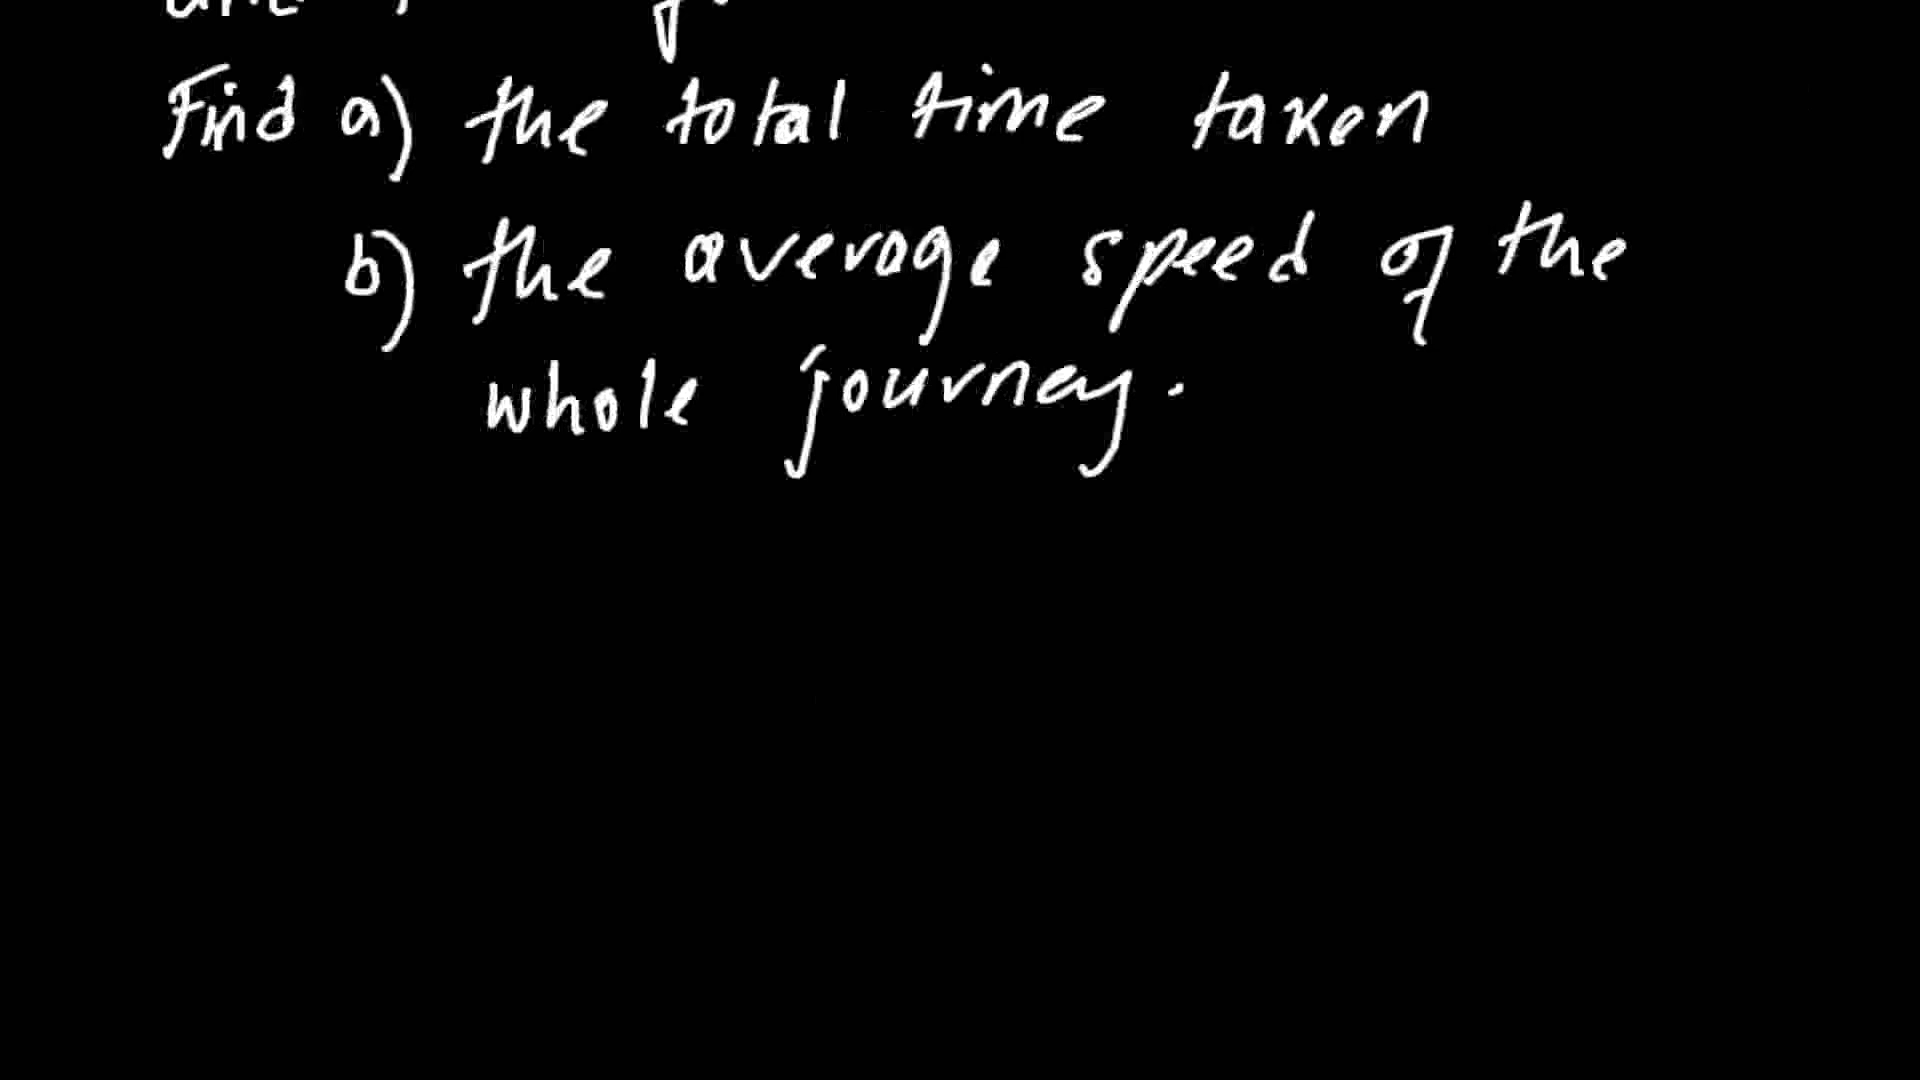 Find a) the total time taken
b) the average speed of the
whole journey.